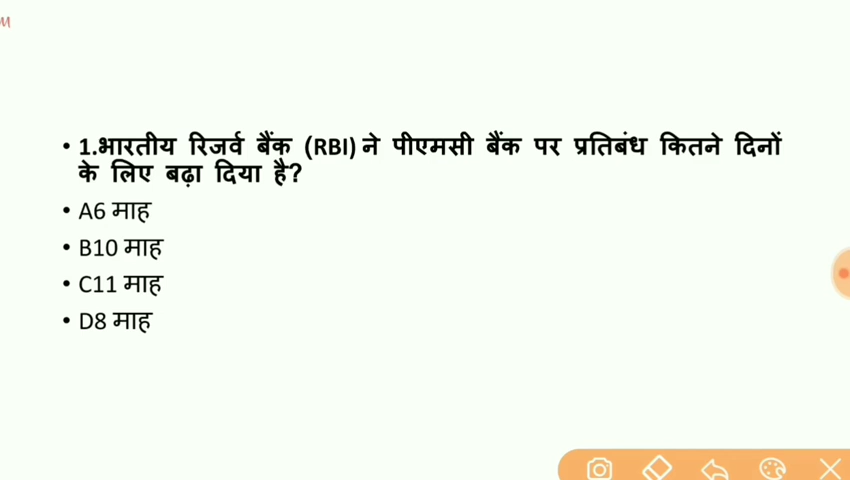 • 1.भारतीय रिजर्व बैंक (RBI) ने पीएमसी बैंक पर प्रतिबंध कितने दिनों
के लिए बढ़ा दिया है?
• A6 माह
• B10 माह
• C11 माह
• D8 माह